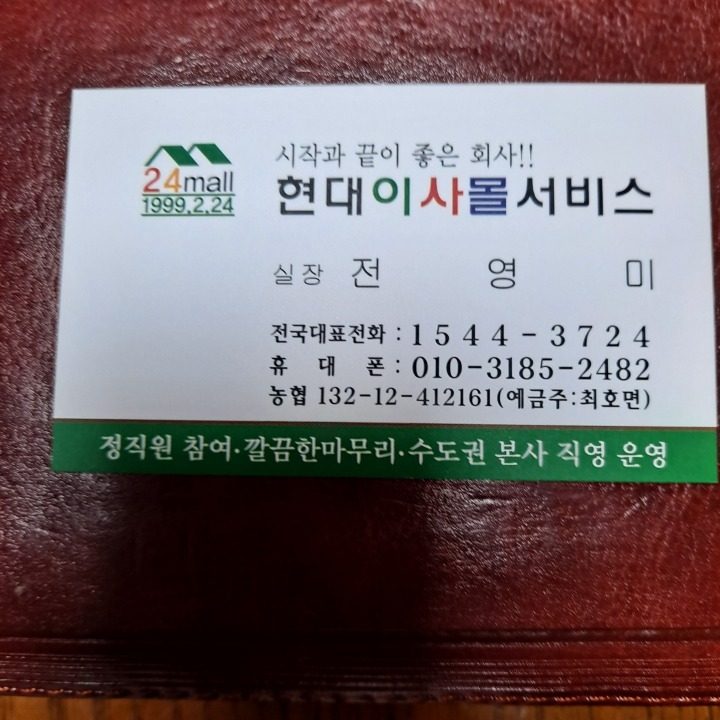 24mall
1999.2.24
시작과 끝이 좋은 회사!!
현대이사몰서비스
실장 전 영 미
전국대표전화 : 1544-3724
휴 대 폰 : 010-3185-2482
농협 132-12-412161(예금주:최호면)
정직원 참여·깔끔한마무리·수도권 본사 직영 운영